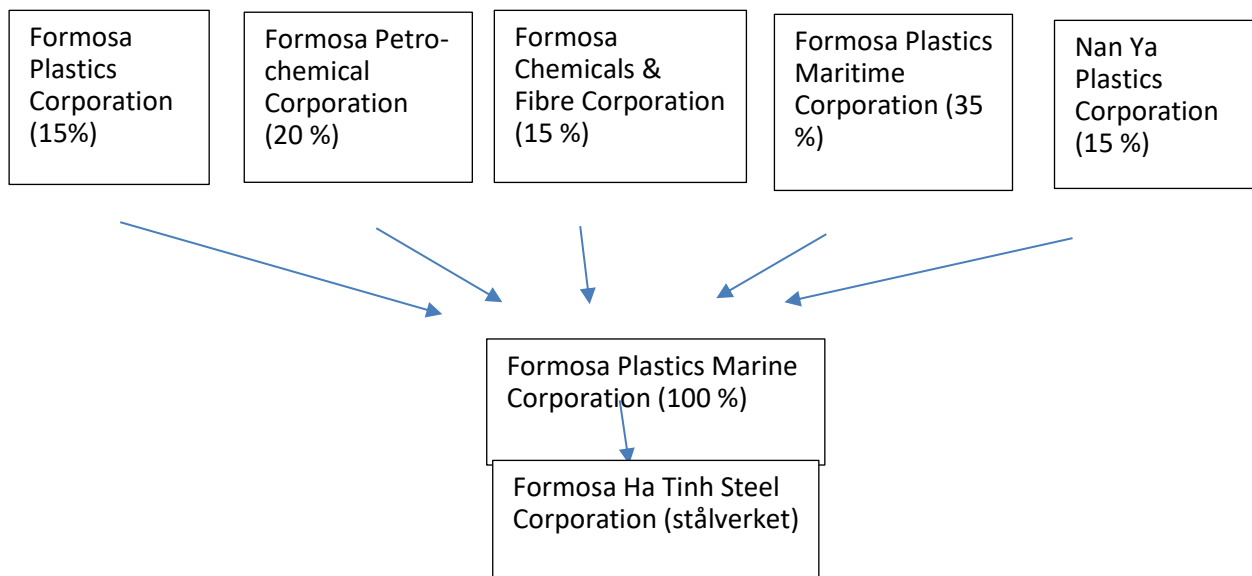 Formosa
Plastics
Corporation
(15%)
Formosa Petro-
chemical
Corporation
(20 %)
Formosa
Chemicals &
Fibre Corporation
(15 %)
Formosa Plastics
Maritime
Corporation (35
%)
Nan Ya
Plastics
Corporation
(15 %)
Formosa Plastics Marine
Corporation (100 %)
Formosa Ha Tinh Steel
Corporation (stålverket)